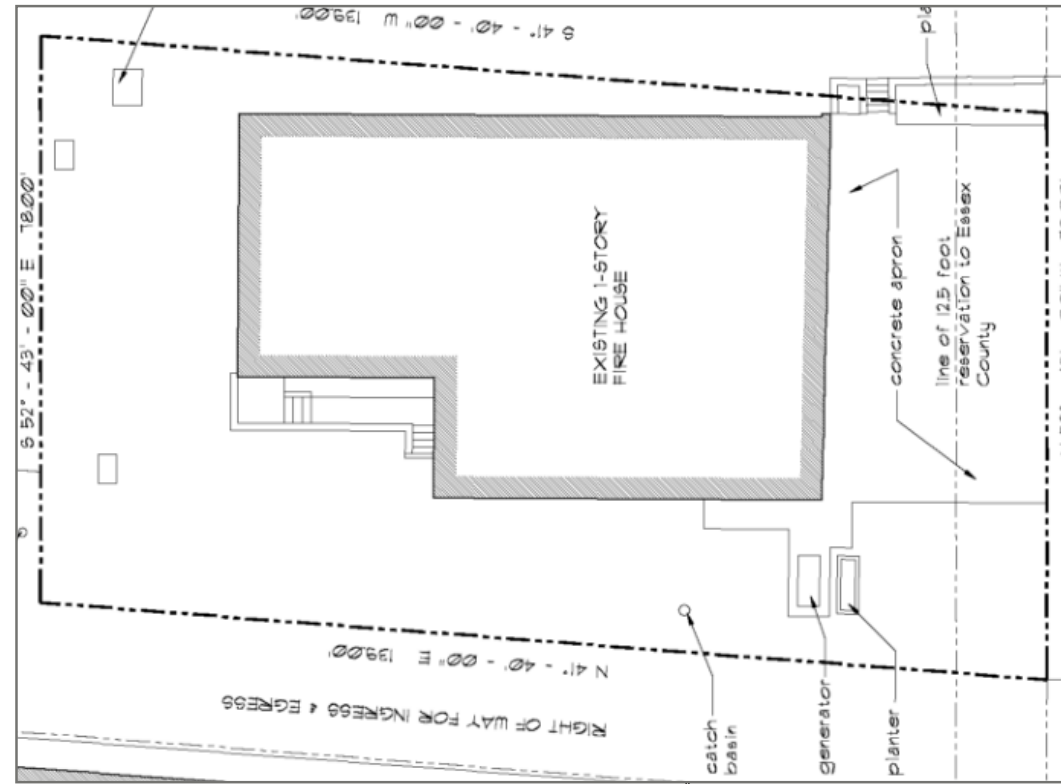 S 41° - 40' - 00" W 139.00'
pla
S 52° - 43' - 00" E 78.00'
EXISTING 1-STORY
FIRE HOUSE
concrete apron
line of 12.5 foot
reservation to Essex
County
N 41° - 40' - 00" E 139.00'
RIGHT OF WAY FOR INGRESS & EGRESS
catch
basin
generator
planter